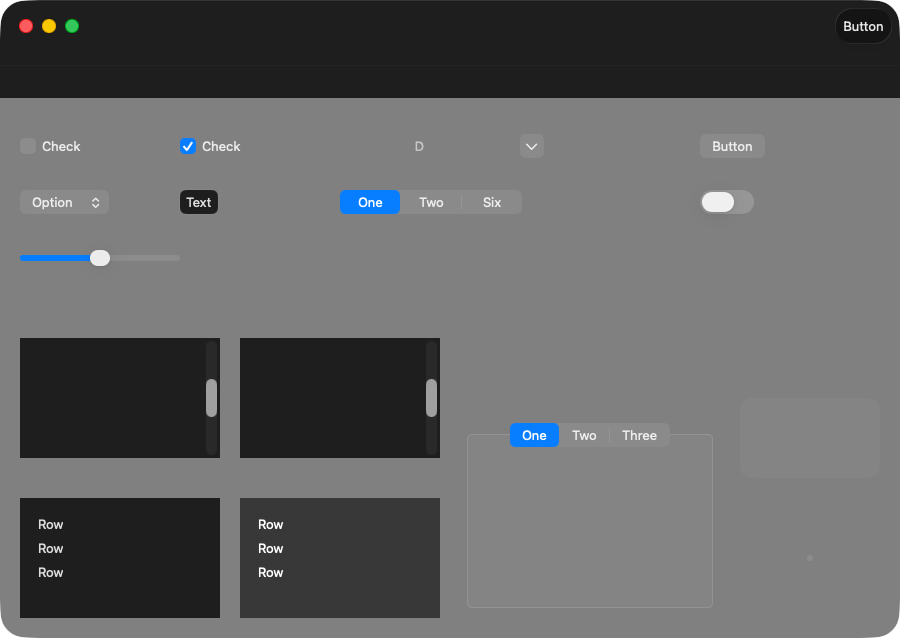 Button
Check
Check
D
Button
Option
Text
One
Two
Six
One
Two
Three
Row
Row
Row
Row
Row
Row